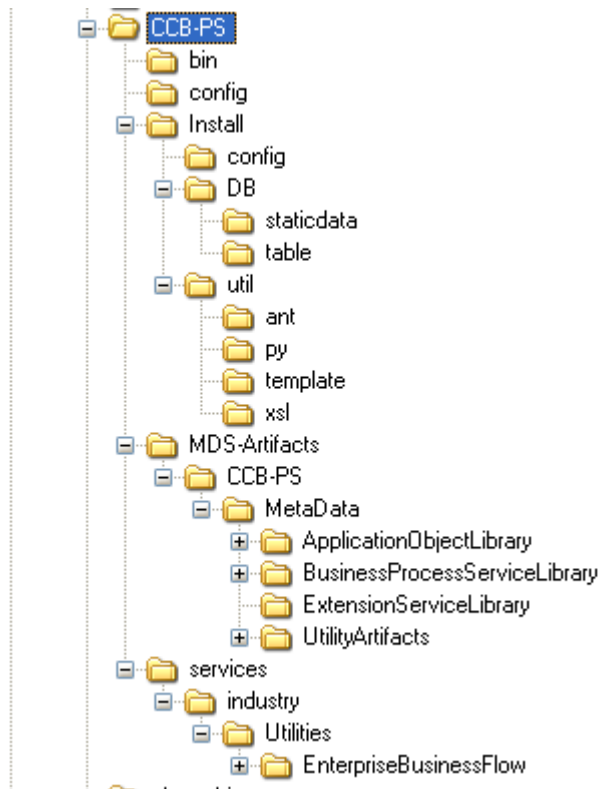 CCB-PS
bin
config
Install
config
DB
staticdata
table
util
ant
py
template
xsl
MDS-Artifacts
CCB-PS
MetaData
ApplicationObjectLibrary
BusinessProcessServiceLibrary
ExtensionServiceLibrary
UtilityArtifacts
services
industry
Utilities
EnterpriseBusinessFlow